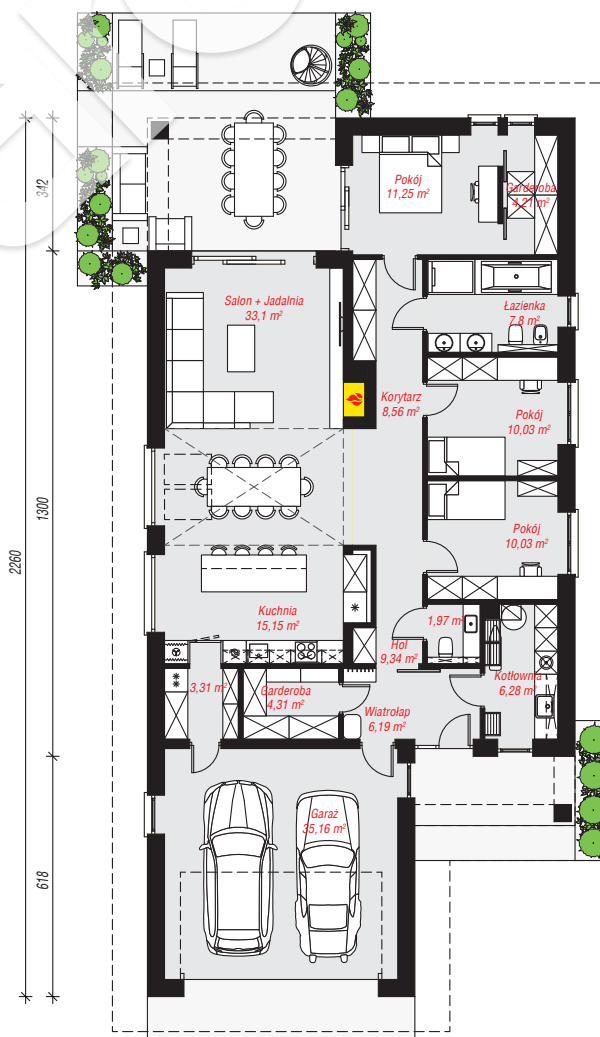 Pokój
11,25 m²
Garderoba
4,21 m²
342
Salon + Jadalnia
33,1 m²
Łazienka
7,8 m²
Korytarz
8,56 m²
Pokój
10,03 m²
1300
2260
Pokój
10,03 m²
Kuchnia
15,15 m²
1,97 m²
Hol
9,34 m²
Kotłownia
6,28 m²
3,31 m²
Garderoba
4,31 m²
Wiatrołap
6,19 m²
Garaż
35,16 m²
618